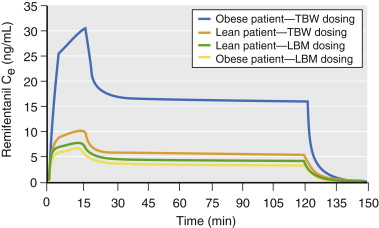 Remifentanil Ce (ng/mL)
35
30
25
20
15
10
5
0
Obese patient—TBW dosing
Lean patient—TBW dosing
Lean patient—LBM dosing
Obese patient—LBM dosing
0 15 30 45 60 75 90 105 120 135 150
Time (min)